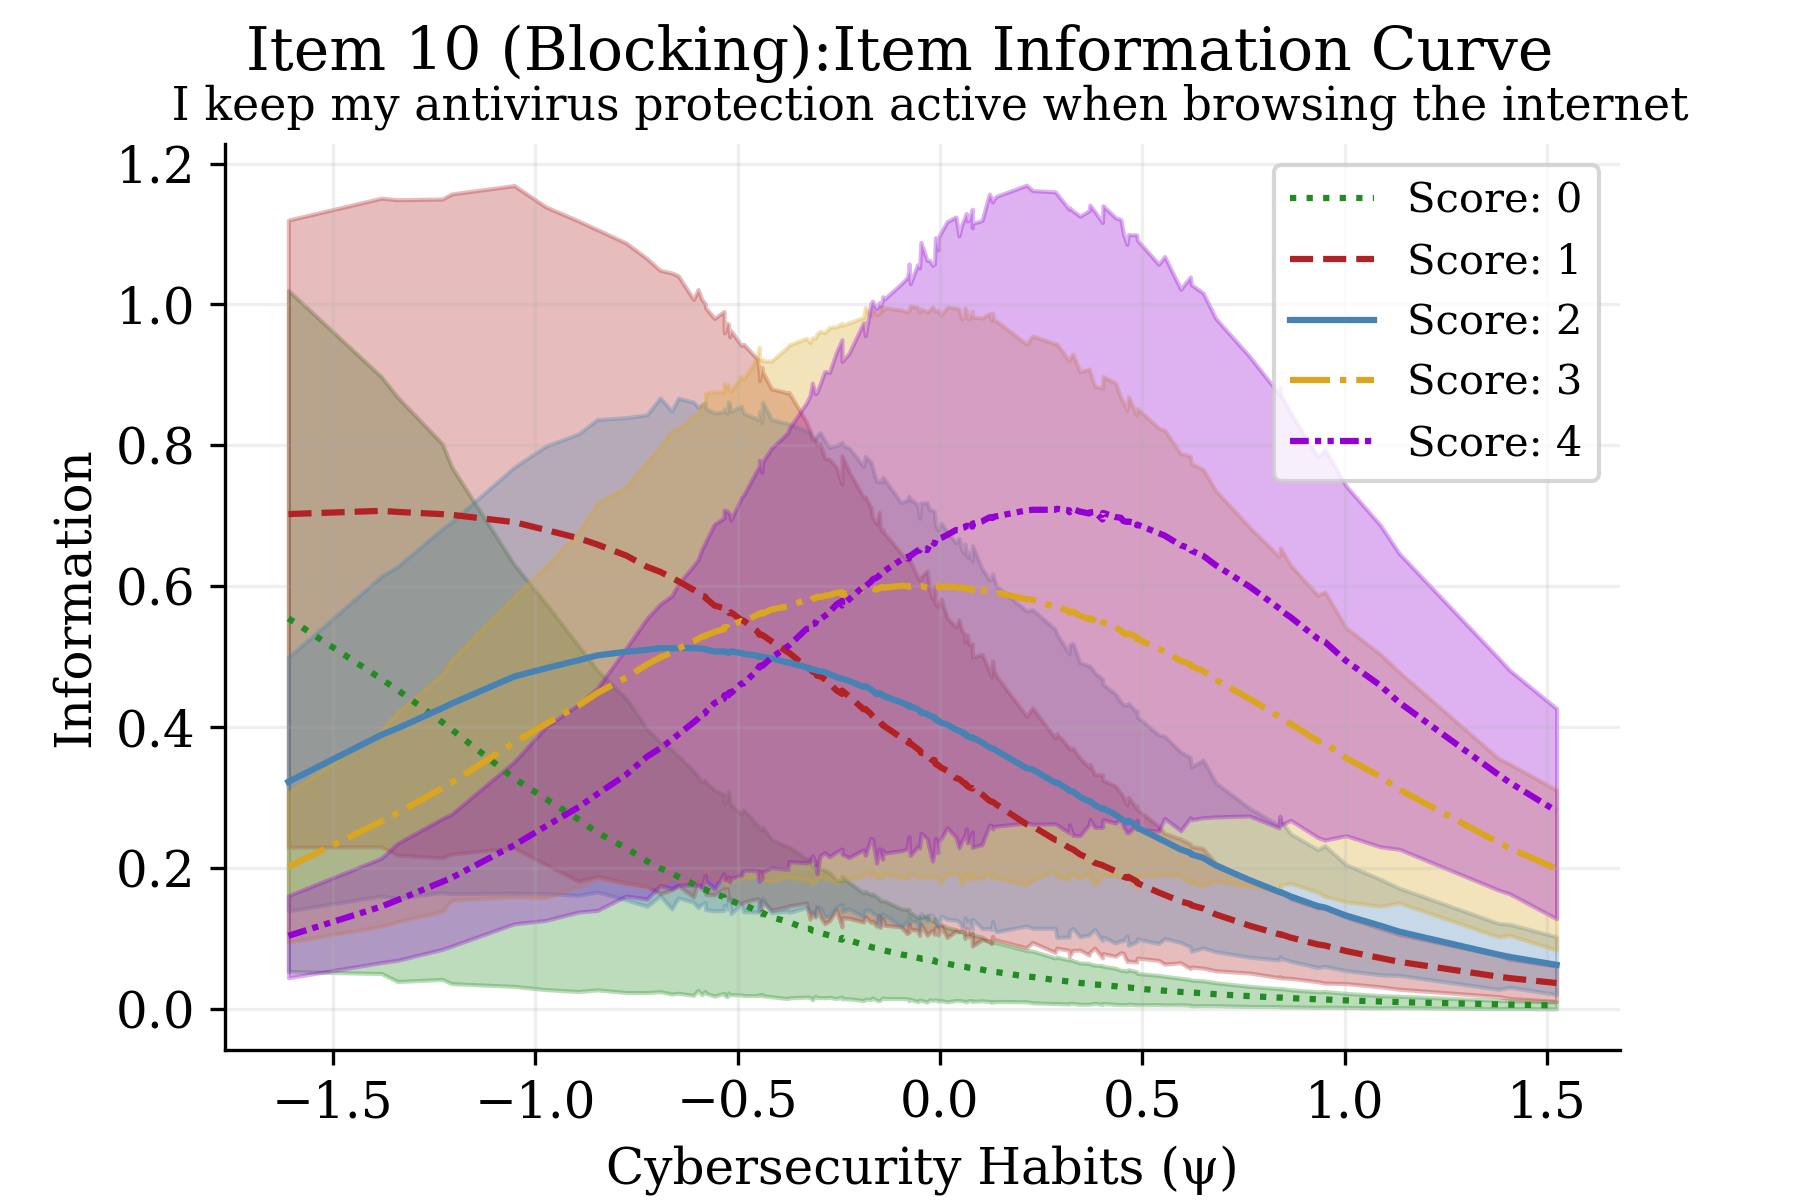 Item 10 (Blocking):Item Information Curve
I keep my antivirus protection active when browsing the internet
1.2
1.0
0.8
0.6
0.4
0.2
0.0
Information
Score: 0
Score: 1
Score: 2
Score: 3
Score: 4
−1.5 −1.0 −0.5 0.0 0.5 1.0 1.5
Cybersecurity Habits (ψ)